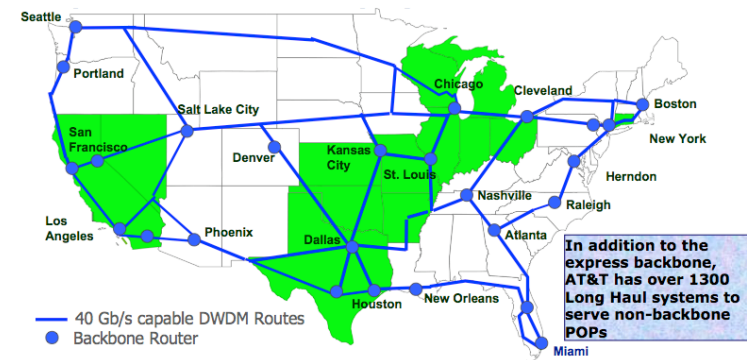 Seattle
Portland
Salt Lake City
San
Francisco
Los
Angeles
Phoenix
Denver
Kansas
City
St. Louis
Chicago
Cleveland
Boston
New York
Herndon
Nashville
Raleigh
Atlanta
Dallas
Houston
New Orleans
Miami
In addition to the
express backbone,
AT&T has over 1300
Long Haul systems to
serve non-backbone
POPs
40 Gb/s capable DWDM Routes
Backbone Router